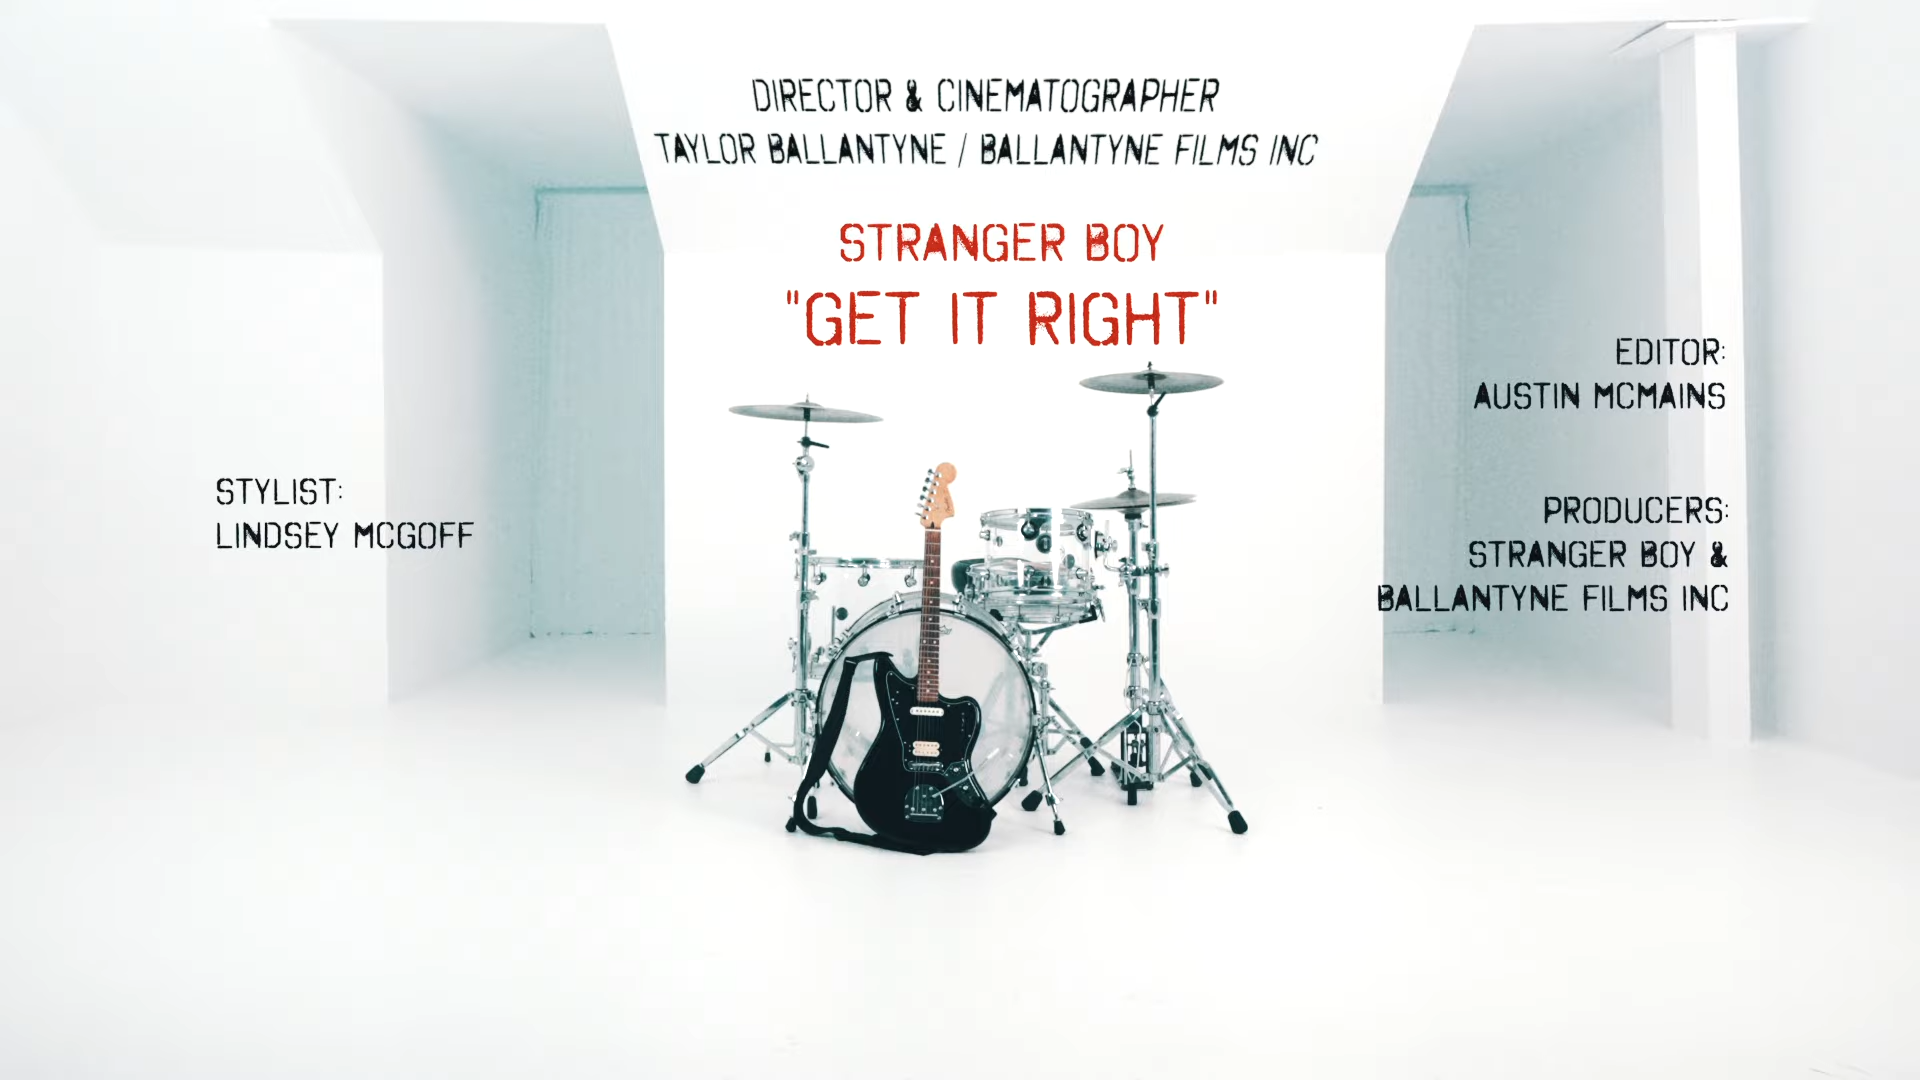 DIRECTOR & CINEMATOGRAPHER
TAYLOR BALLANTYNE / BALLANTYNE FILMS INC
STRANGER BOY
"GET IT RIGHT"
EDITOR:
AUSTIN MCMAINS
STYLIST:
LINDSEY MCGOFF
PRODUCERS:
STRANGER BOY &
BALLANTYNE FILMS INC